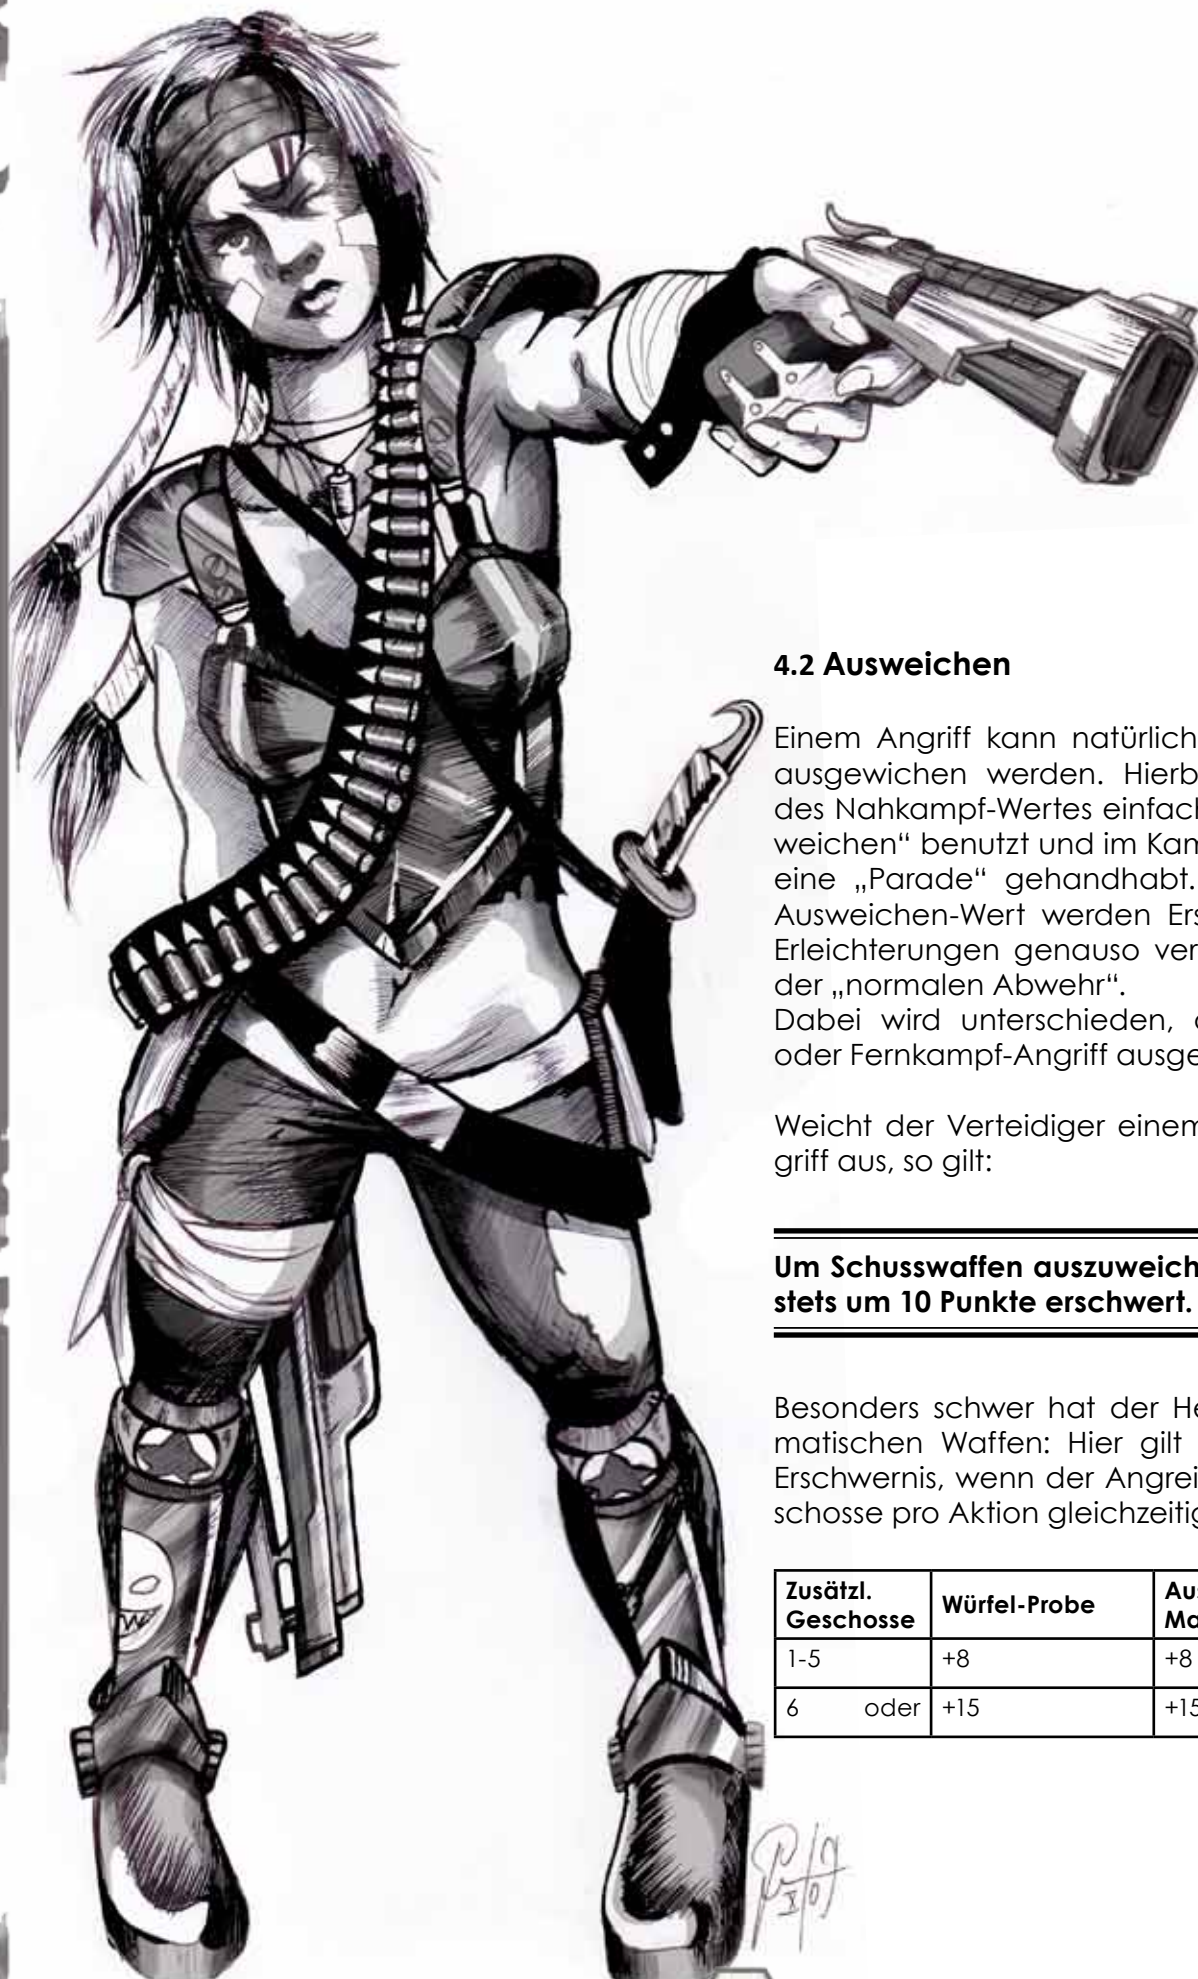 4.2 Ausweichen
Einem Angriff kann natürlich
ausgewichen werden. Hierb
des Nahkampf-Wertes einfach
weichen“ benutzt und im Kam
eine „Parade“ gehandhabt.
Ausweichen-Wert werden Ers
Erleichterungen genauso ver
der „normalen Abwehr“.
Dabei wird unterschieden, o
oder Fernkampf-Angriff ausge
Weicht der Verteidiger einem
griff aus, so gilt:
Um Schusswaffen auszuweich
stets um 10 Punkte erschwert.
Besonders schwer hat der He
matischen Waffen: Hier gilt
Erschwernis, wenn der Angrei
schosse pro Aktion gleichzeitig
Zusätzl. Geschosse Würfel-Probe Aus Ma
1-5 +8 +8
6 oder +15 +15